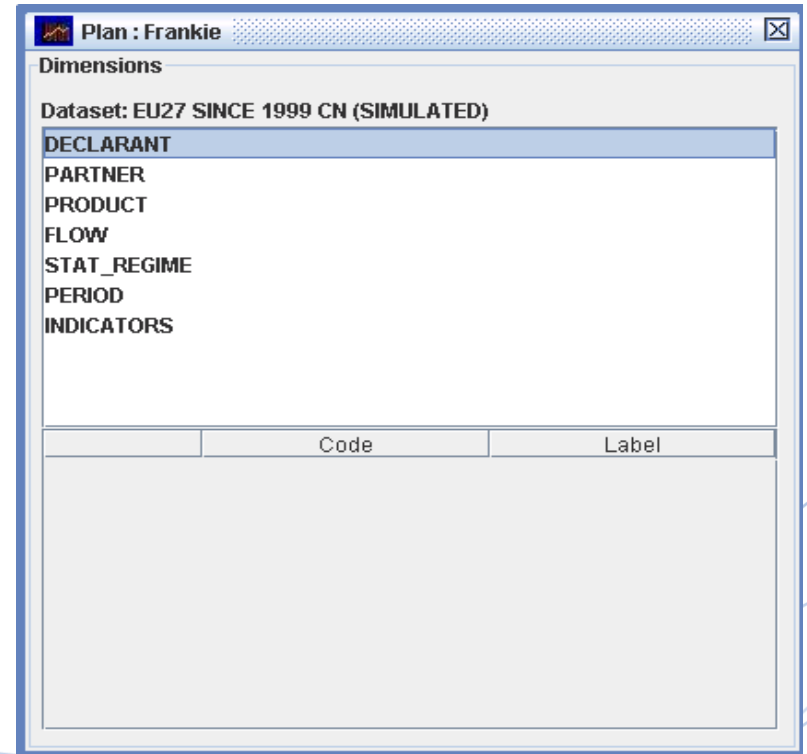 Plan : Frankie
Dimensions
Dataset: EU27 SINCE 1999 CN (SIMULATED)
DECLARANT
PARTNER
PRODUCT
FLOW
STAT_REGIME
PERIOD
INDICATORS
Code Label